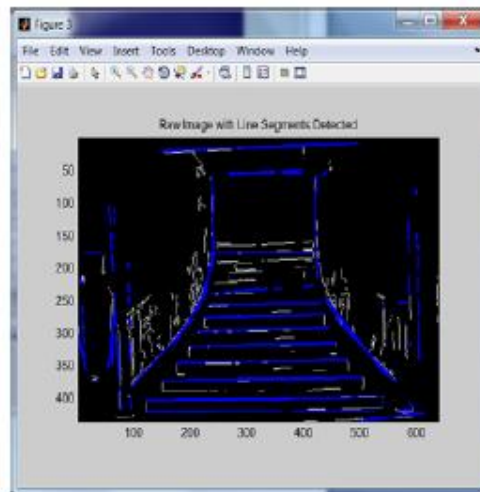 Figure 3
File Edit View Insert Tools Desktop Window Help
Raw Image with Line Segments Detected
50
100
150
200
250
300
350
400
100 200 300 400 500 600